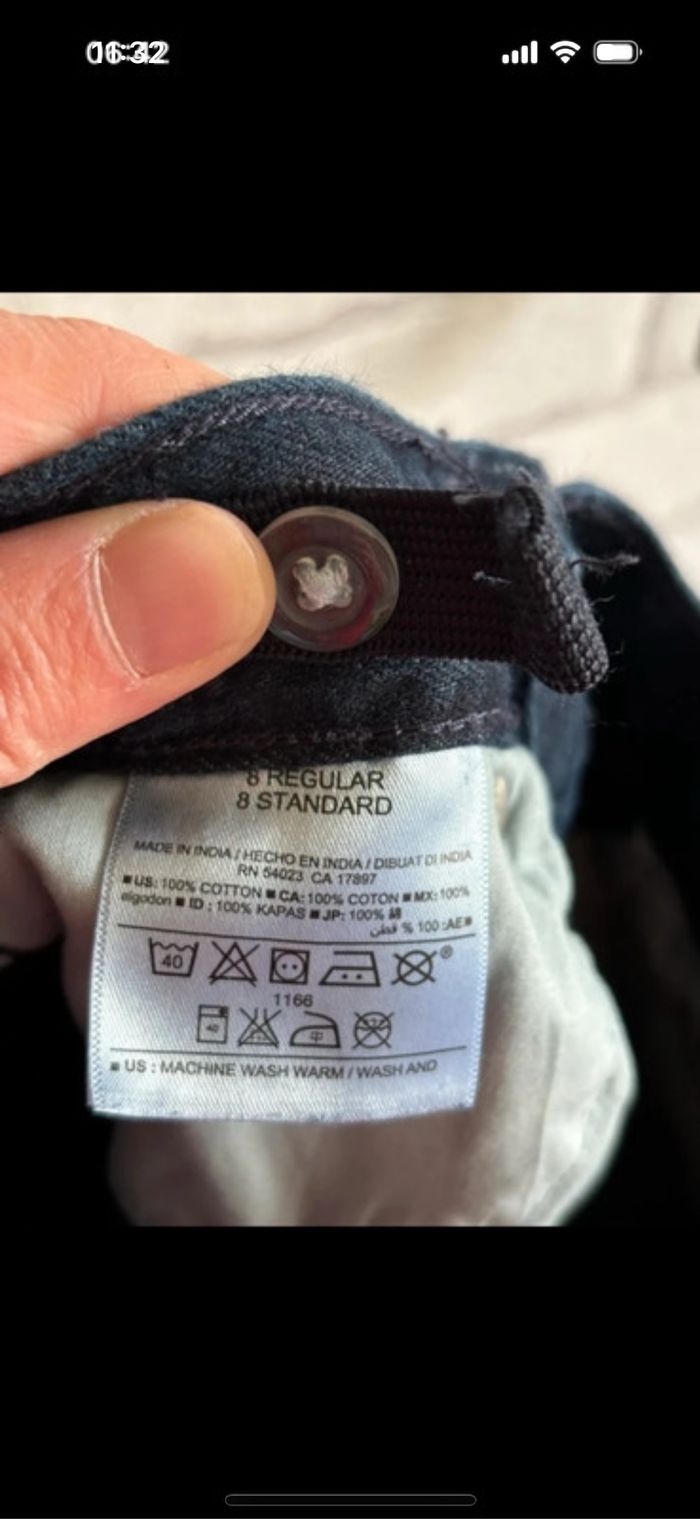 8 REGULAR
8 STANDARD
MADE IN INDIA / HECHO EN INDIA / DIBUAT DI INDIA
RN 54023 CA 17897
■ US: 100% COTTON ■ CA: 100% COTON ■ MX: 100%
algodon ■ ID : 100% KAPAS ■ JP: 100% 綿
■AE: 100 % قطن
40
1166
40
■ US : MACHINE WASH WARM / WASH AND